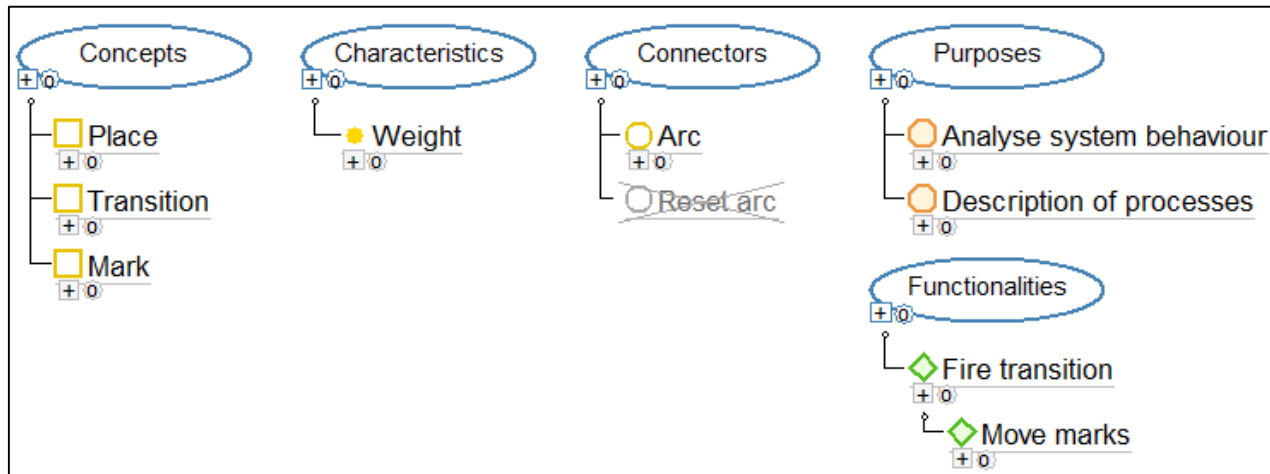 Concepts
Place
Transition
Mark
Characteristics
Weight
Connectors
Arc
Reset arc
Purposes
Analyse system behaviour
Description of processes
Functionalities
Fire transition
Move marks